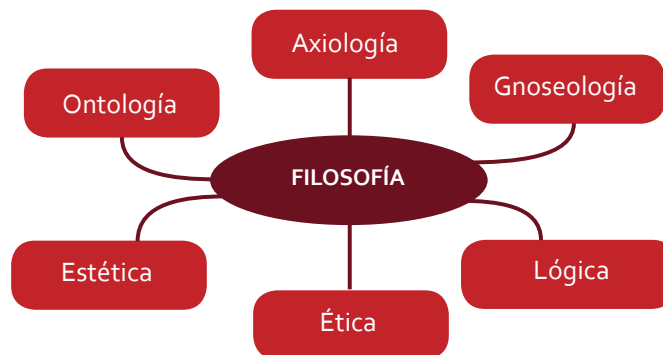 Axiología
Ontología
Gnoseología
FILOSOFÍA
Estética
Lógica
Ética